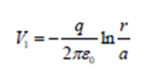 V₁ = − q / 2πε₀ ln r / a